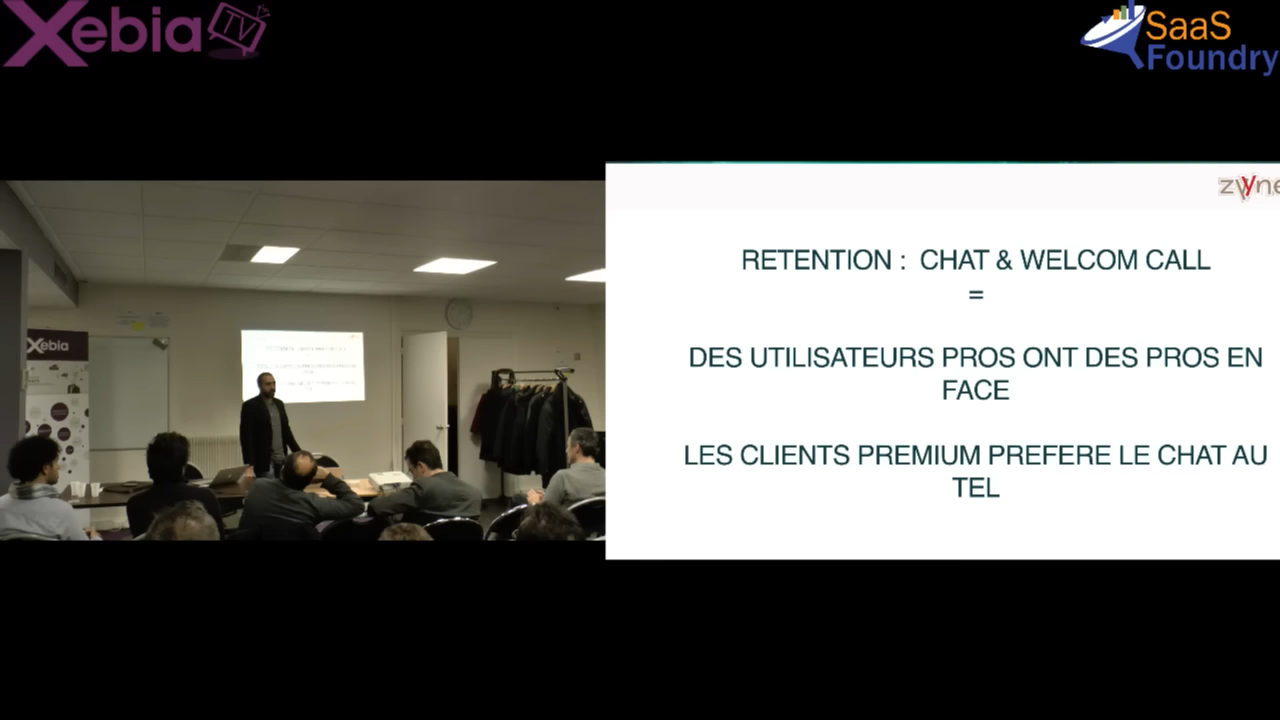 Xebia TV
SaaS
Foundry
zyyne
RETENTION : CHAT & WELCOM CALL
=
DES UTILISATEURS PROS ONT DES PROS EN
FACE
LES CLIENTS PREMIUM PREFERE LE CHAT AU
TEL
Xebia